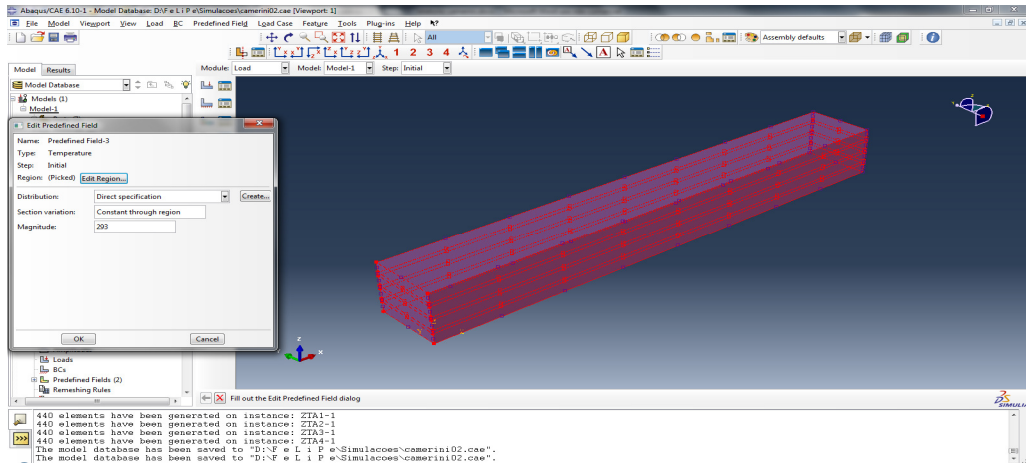 Abaqus/CAE 6.10-1 - Model Database: D:\F e L i P e\Simulacoes\camerini02.cae [Viewport: 1]
File Model Viewport View Load BC Predefined Field Load Case Feature Tools Plug-ins Help
All
Assembly defaults
1 2 3 4
Model Results
Module: Load Model: Model-1 Step: Initial
Model Database
Models (1)
Model-1
Edit Predefined Field
Name: Predefined Field-3
Type: Temperature
Step: Initial
Region: (Picked) Edit Region...
Distribution: Direct specification Create...
Section variation: Constant through region
Magnitude: 293
OK Cancel
Loads
BCs
Predefined Fields (2)
Remeshing Rules
Z
X
Fill out the Edit Predefined Field dialog
SIMULIA
440 elements have been generated on instance: ZTA1-1
440 elements have been generated on instance: ZTA2-1
440 elements have been generated on instance: ZTA3-1
440 elements have been generated on instance: ZTA4-1
The model database has been saved to "D:\F e L i P e\Simulacoes\camerini02.cae".
The model database has been saved to "D:\F e L i P e\Simulacoes\camerini02.cae".